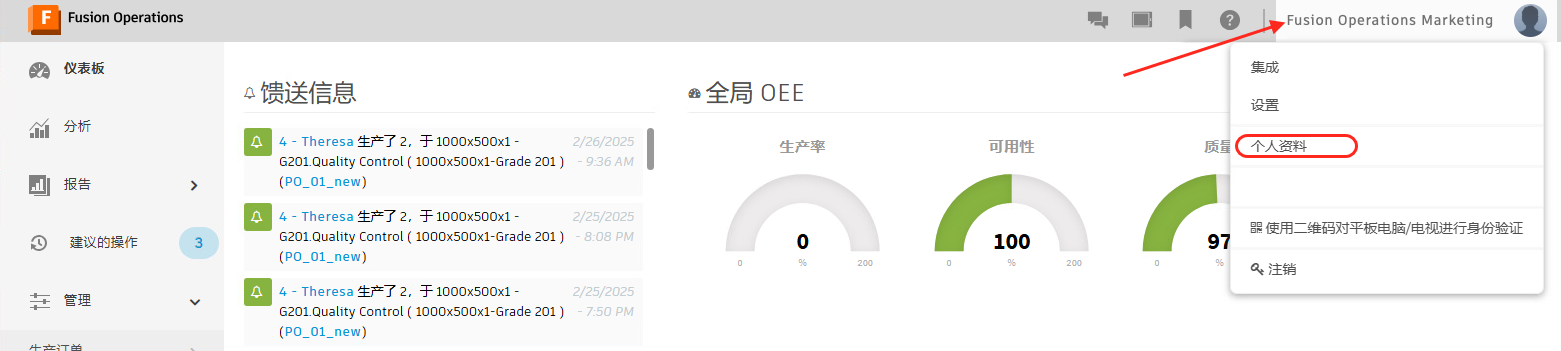 Fusion Operations
Fusion Operations Marketing
仪表板
分析
报告
建议的操作 3
管理
生产订单
馈送信息
4 - Theresa 生产了 2，于 1000x500x1 - 2/26/2025
G201.Quality Control ( 1000x500x1-Grade 201 ) - 9:36 AM
(PO_01_new)
4 - Theresa 生产了 2，于 1000x500x1 - 2/25/2025
G201.Quality Control ( 1000x500x1-Grade 201 ) - 8:08 PM
(PO_01_new)
4 - Theresa 生产了 2，于 1000x500x1 - 2/25/2025
G201.Quality Control ( 1000x500x1-Grade 201 ) - 7:50 PM
(PO_01_new)
全局 OEE
生产率
0
0 % 200
可用性
100
0 % 200
质量
97
0 %
集成
设置
个人资料
使用二维码对平板电脑/电视进行身份验证
注销